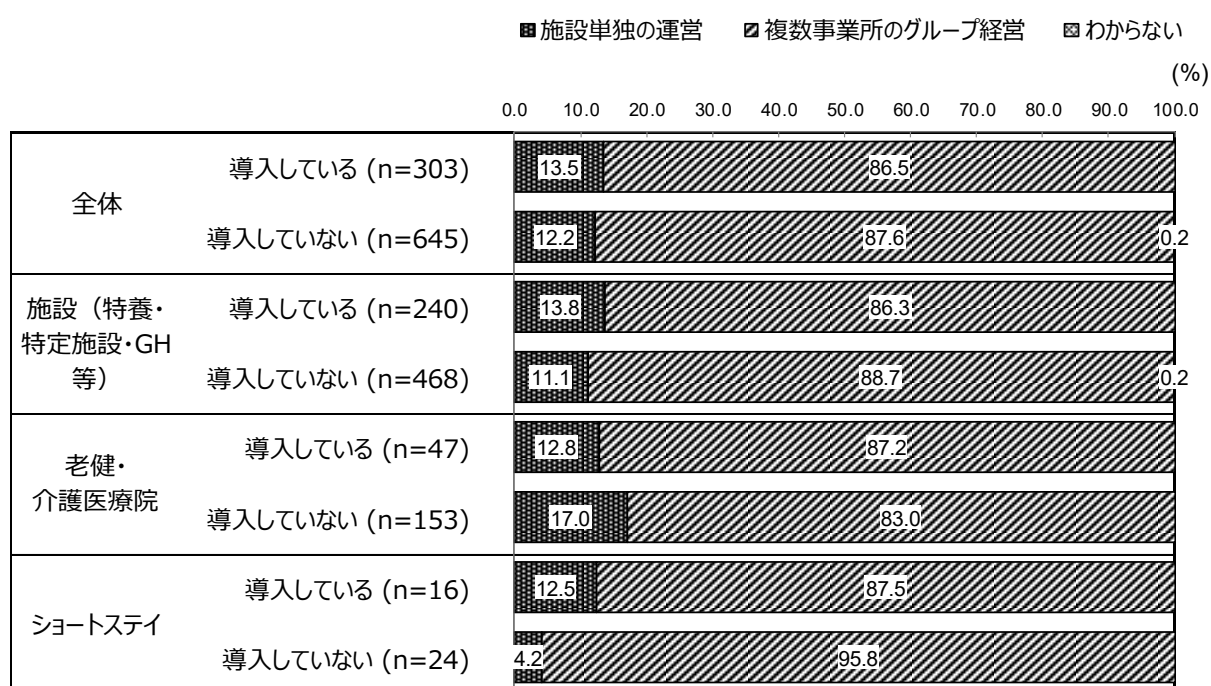 施設単独の運営 複数事業所のグループ経営 わからない
(%)
0.0 10.0 20.0 30.0 40.0 50.0 60.0 70.0 80.0 90.0 100.0
全体
導入している (n=303) 13.5 86.5
導入していない (n=645) 12.2 87.6 0.2
施設（特養・
特定施設・GH
等）
導入している (n=240) 13.8 86.3
導入していない (n=468) 11.1 88.7 0.2
老健・
介護医療院
導入している (n=47) 12.8 87.2
導入していない (n=153) 17.0 83.0
ショートステイ
導入している (n=16) 12.5 87.5
導入していない (n=24) 4.2 95.8